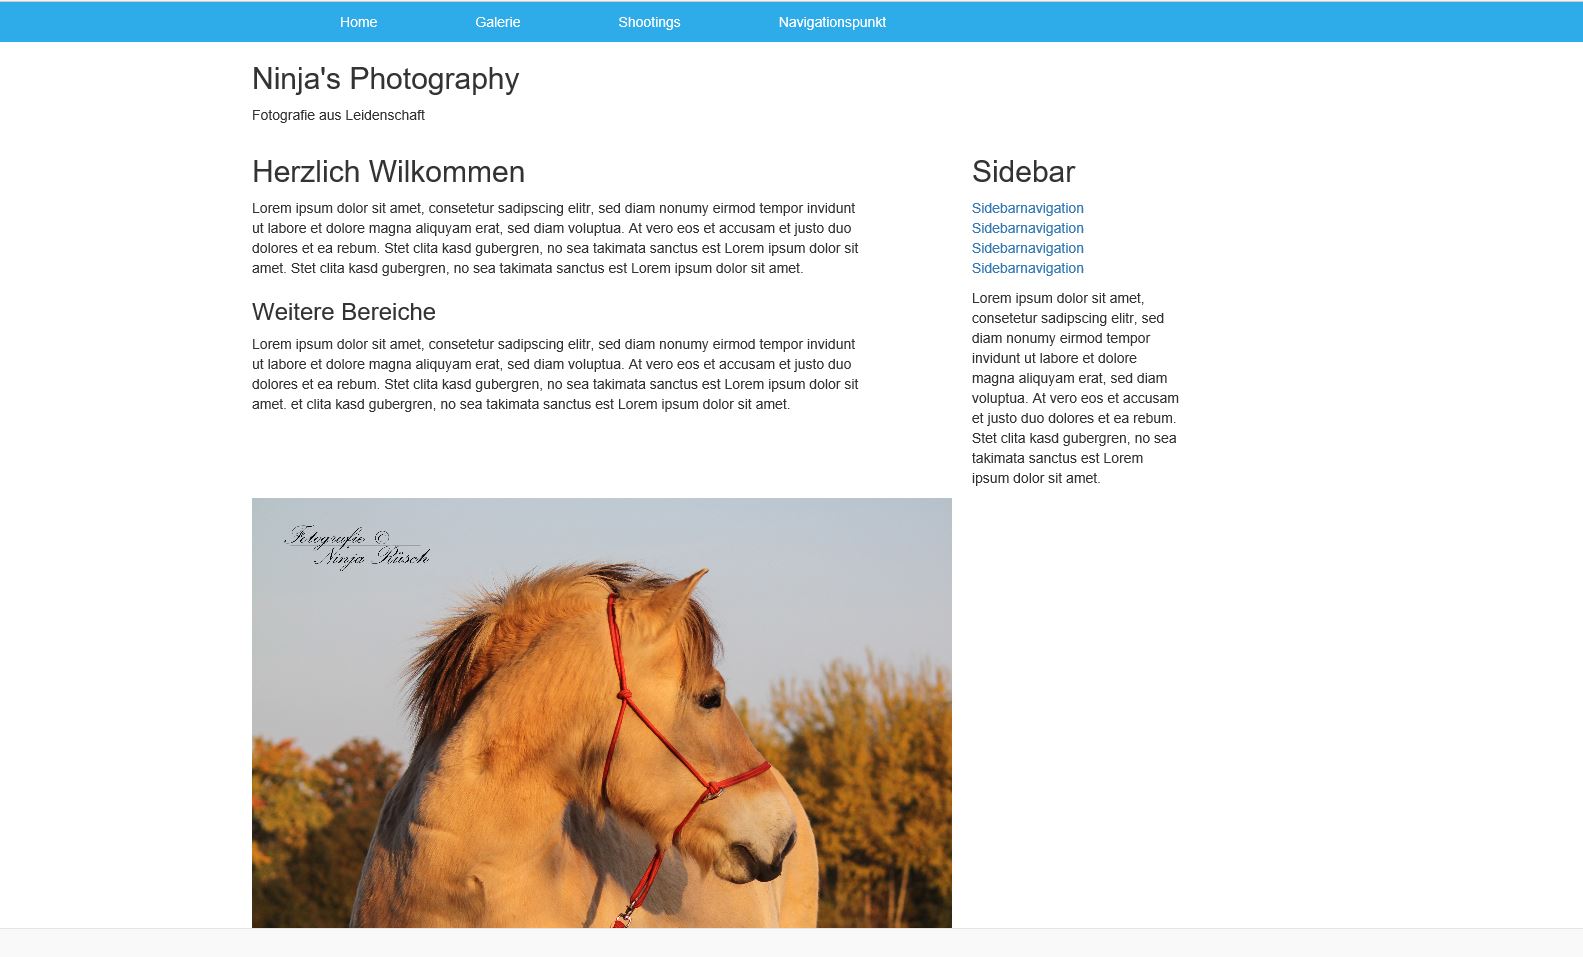 Home Galerie Shootings Navigationspunkt
Ninja's Photography
Fotografie aus Leidenschaft
Herzlich Wilkommen
Lorem ipsum dolor sit amet, consetetur sadipscing elitr, sed diam nonumy eirmod tempor invidunt
ut labore et dolore magna aliquyam erat, sed diam voluptua. At vero eos et accusam et justo duo
dolores et ea rebum. Stet clita kasd gubergren, no sea takimata sanctus est Lorem ipsum dolor sit
amet. Stet clita kasd gubergren, no sea takimata sanctus est Lorem ipsum dolor sit amet.
Weitere Bereiche
Lorem ipsum dolor sit amet, consetetur sadipscing elitr, sed diam nonumy eirmod tempor invidunt
ut labore et dolore magna aliquyam erat, sed diam voluptua. At vero eos et accusam et justo duo
dolores et ea rebum. Stet clita kasd gubergren, no sea takimata sanctus est Lorem ipsum dolor sit
amet. et clita kasd gubergren, no sea takimata sanctus est Lorem ipsum dolor sit amet.
Sidebar
Sidebarnavigation
Sidebarnavigation
Sidebarnavigation
Sidebarnavigation
Lorem ipsum dolor sit amet,
consetetur sadipscing elitr, sed
diam nonumy eirmod tempor
invidunt ut labore et dolore
magna aliquyam erat, sed diam
voluptua. At vero eos et accusam
et justo duo dolores et ea rebum.
Stet clita kasd gubergren, no sea
takimata sanctus est Lorem
ipsum dolor sit amet.
Fotografie ©
Ninja Rüsch